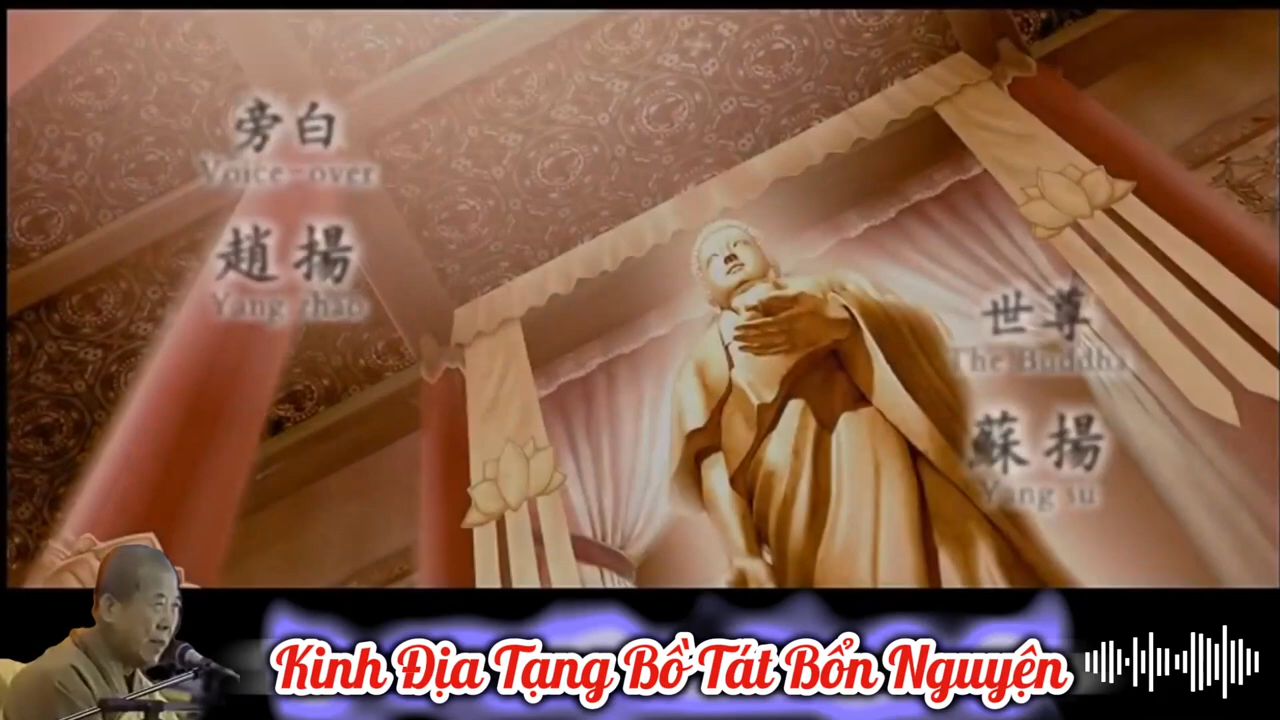 旁白
Voice-over
趙揚
Yang zhao
世尊
The Buddha
蘇揚
Yang su
Kinh Địa Tạng Bồ Tát Bổn Nguyện